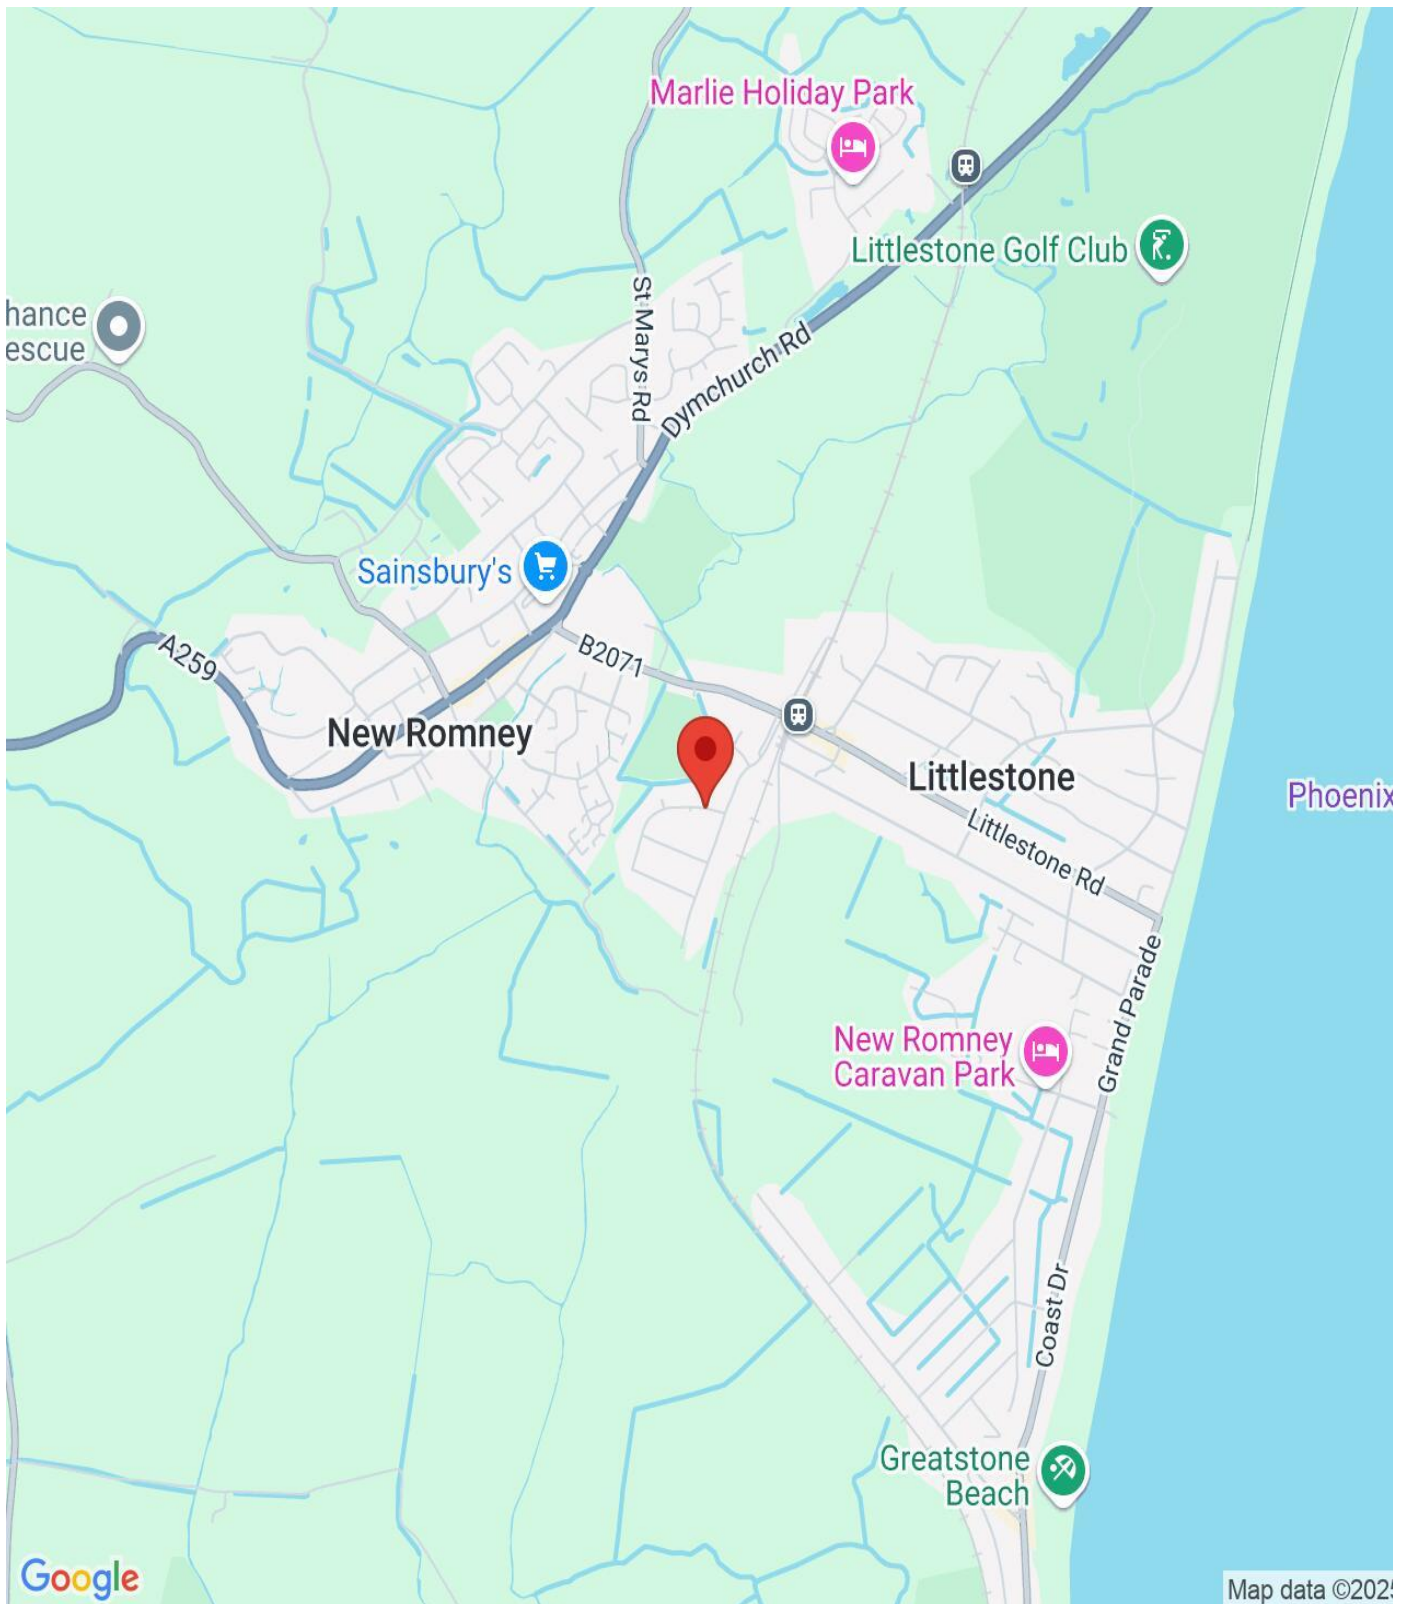 Marlie Holiday Park
Littlestone Golf Club
hance
escue
St Marys Rd
Dymchurch Rd
Sainsbury's
B2071
A259
New Romney
Littlestone
Phoenix
Littlestone Rd
Grand Parade
New Romney
Caravan Park
Coast Dr
Greatstone
Beach
Google
Map data ©2025